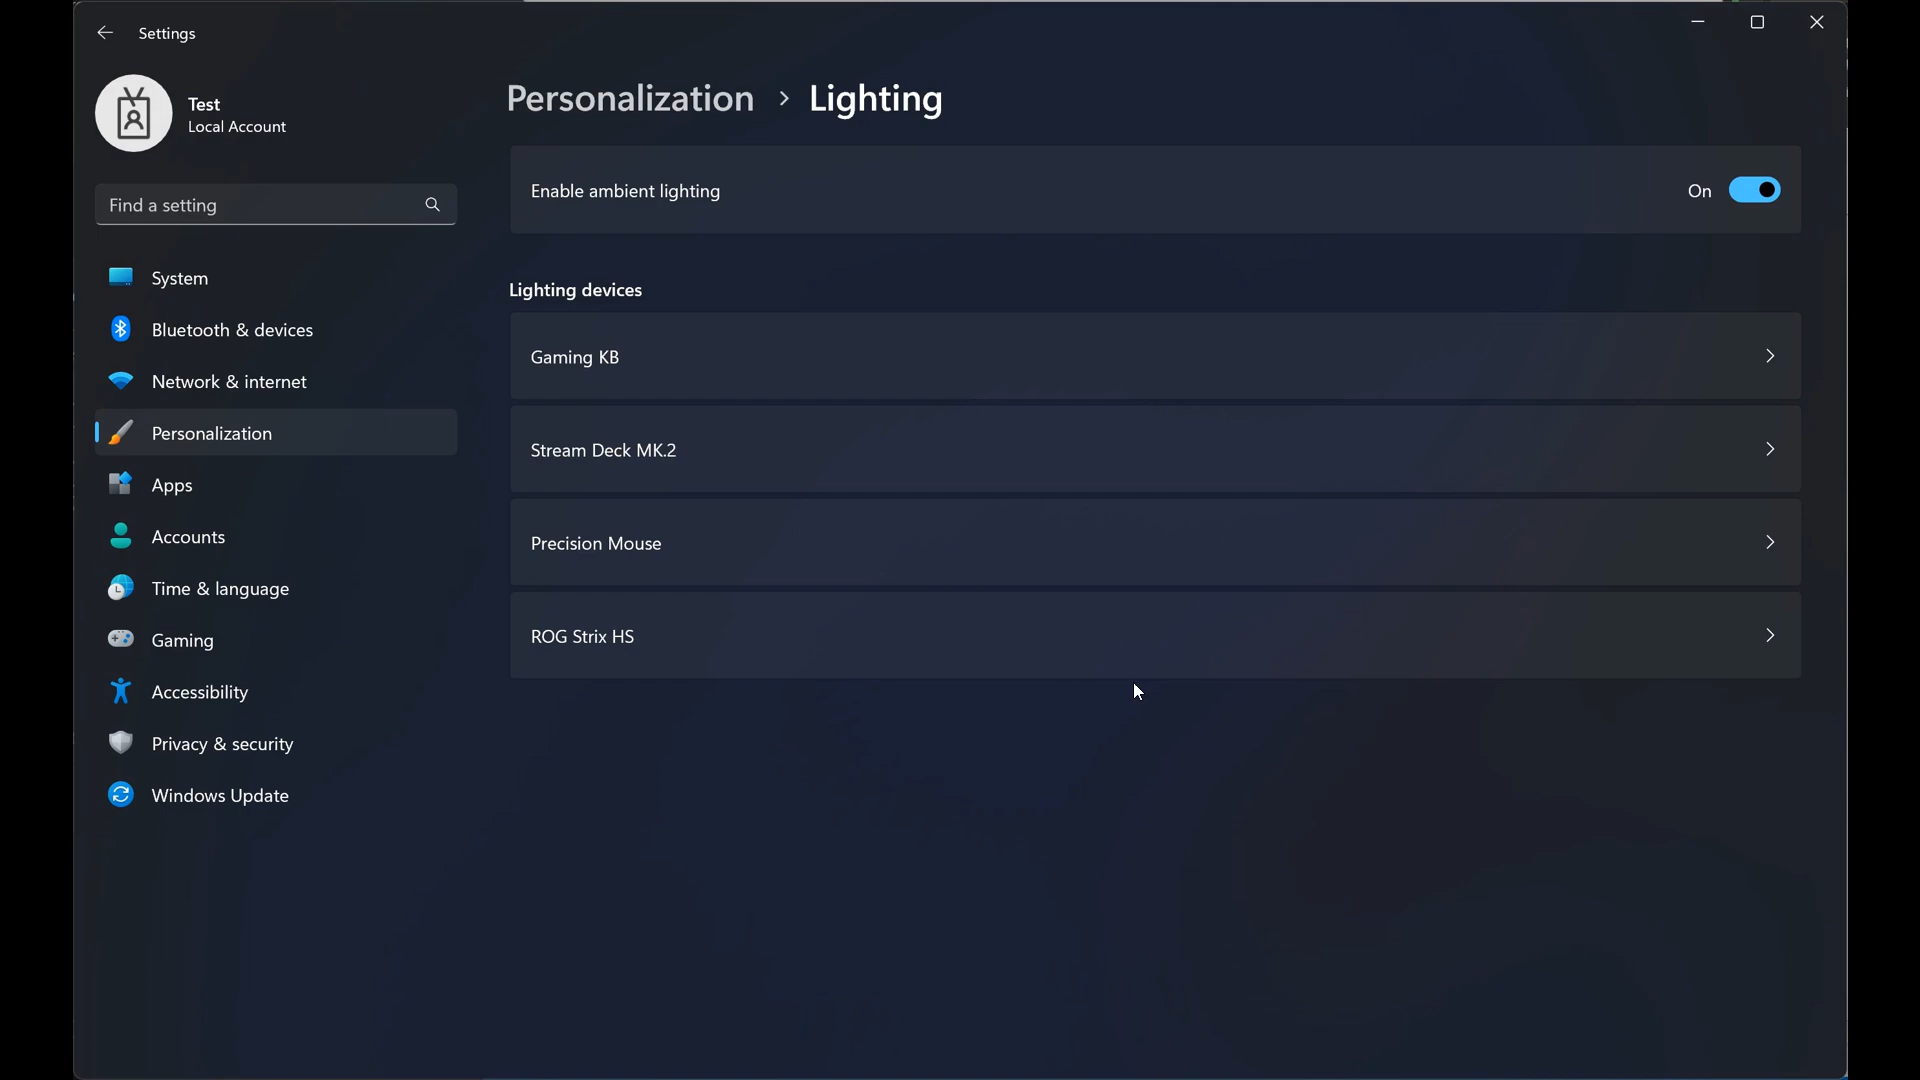 Settings
Test
Local Account
Find a setting
System
Bluetooth & devices
Network & internet
Personalization
Apps
Accounts
Time & language
Gaming
Accessibility
Privacy & security
Windows Update
Personalization > Lighting
Enable ambient lighting
On
Lighting devices
Gaming KB
Stream Deck MK.2
Precision Mouse
ROG Strix HS